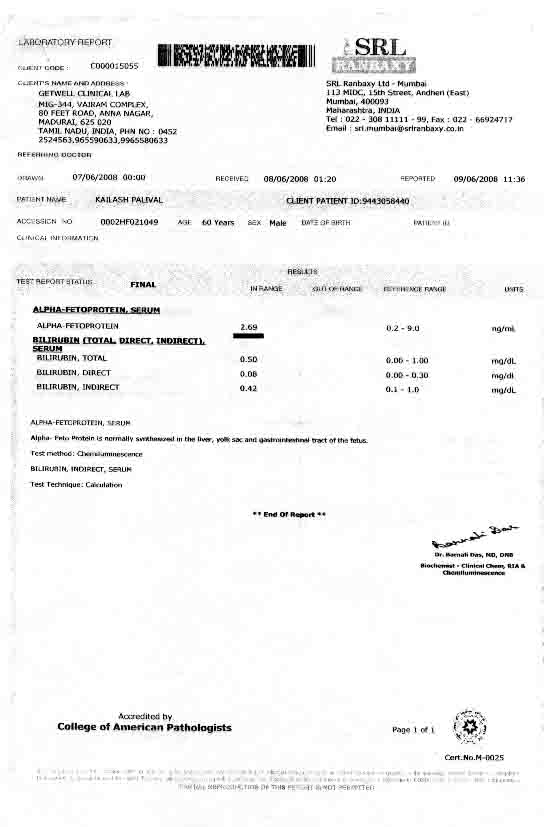 LABORATORY REPORT
SRL
RANBAXY
CLIENT CODE : C000015055
CLIENT'S NAME AND ADDRESS :
GETWELL CLINICAL LAB
MIG-344, VAIRAM COMPLEX,
80 FEET ROAD, ANNA NAGAR,
MADURAI, 625 020
TAMIL NADU, INDIA, PHN NO : 0452
2524563,965590633,9965580633
SRL Ranbaxy Ltd - Mumbai
113 MIDC, 15th Street, Andheri (East)
Mumbai, 400093
Maharashtra, INDIA
Tel : 022 - 308 11111 - 99, Fax : 022 - 66924717
Email : srl.mumbai@srlranbaxy.co.in
REFERRING DOCTOR
DRAWN 07/06/2008 00:00 RECEIVED 08/06/2008 01:20 REPORTED 09/06/2008 11:36
PATIENT NAME KAILASH PALIVAL CLIENT PATIENT ID:9443058440
ACCESSION NO 0002HF021049 AGE 60 Years SEX Male DATE OF BIRTH PATIENT ID
CLINICAL INFORMATION
RESULTS
TEST REPORT STATUS FINAL IN RANGE OUT OF RANGE REFERENCE RANGE UNITS
ALPHA-FETOPROTEIN, SERUM
ALPHA-FETOPROTEIN 2.69 0.2 - 9.0 ng/mL
BILIRUBIN (TOTAL, DIRECT, INDIRECT),
SERUM
BILIRUBIN, TOTAL 0.50 0.00 - 1.00 mg/dL
BILIRUBIN, DIRECT 0.08 0.00 - 0.30 mg/dL
BILIRUBIN, INDIRECT 0.42 0.1 - 1.0 mg/dL
ALPHA-FETOPROTEIN, SERUM
Alpha- Feto Protein is normally synthesized in the liver, yolk sac and gastrointestinal tract of the fetus.
Test method: Chemiluminescence
BILIRUBIN, INDIRECT, SERUM
Test Technique: Calculation
** End Of Report **
Barnali Das
Dr. Barnali Das, MD, DNB
Biochemist - Clinical Chem, RIA &
Chemiluminescence
Accredited by
College of American Pathologists
Page 1 of 1
Cert.No.M-0025
REPRODUCTION OF THIS REPORT IS NOT PERMITTED